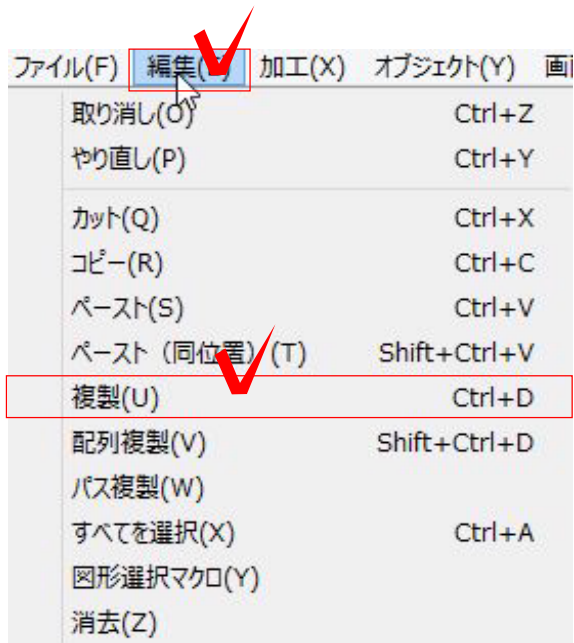 ファイル(F) 編集( ) 加工(X) オブジェクト(Y) 画
取り消し(O) Ctrl+Z
やり直し(P) Ctrl+Y
カット(Q) Ctrl+X
コピー(R) Ctrl+C
ペースト(S) Ctrl+V
ペースト（同位置）(T) Shift+Ctrl+V
複製(U) Ctrl+D
配列複製(V) Shift+Ctrl+D
パス複製(W)
すべてを選択(X) Ctrl+A
図形選択マクロ(Y)
消去(Z)